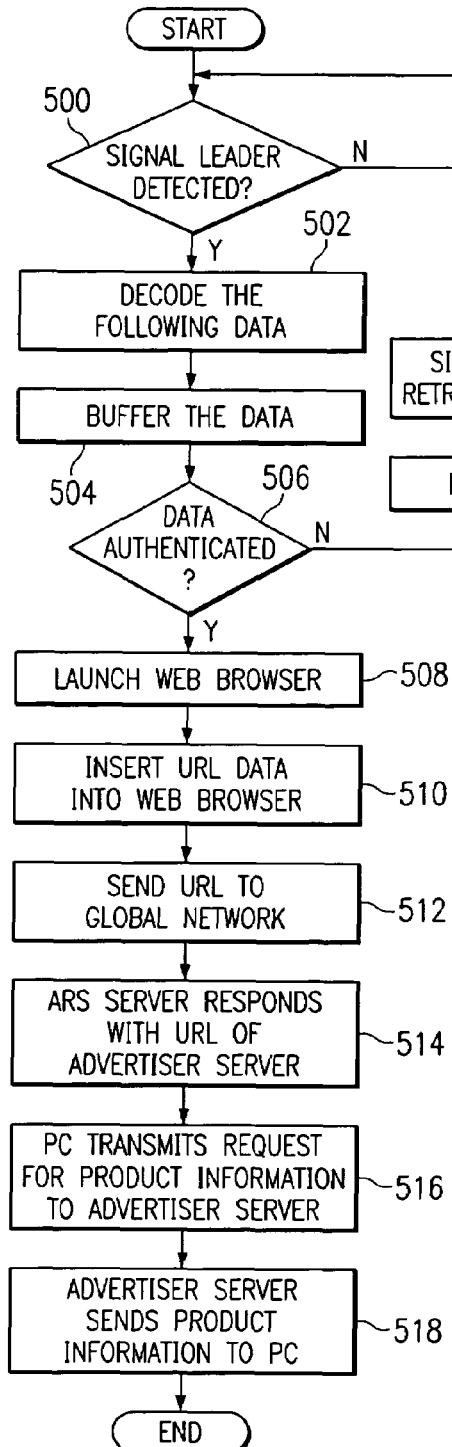 START
500
SIGNAL LEADER
DETECTED?
N
Y
502
DECODE THE
FOLLOWING DATA
BUFFER THE DATA
504
506
DATA
AUTHENTICATED
?
N
Y
LAUNCH WEB BROWSER
508
INSERT URL DATA
INTO WEB BROWSER
510
SEND URL TO
GLOBAL NETWORK
512
ARS SERVER RESPONDS
WITH URL OF
ADVERTISER SERVER
514
PC TRANSMITS REQUEST
FOR PRODUCT INFORMATION
TO ADVERTISER SERVER
516
ADVERTISER SERVER
SENDS PRODUCT
INFORMATION TO PC
518
END